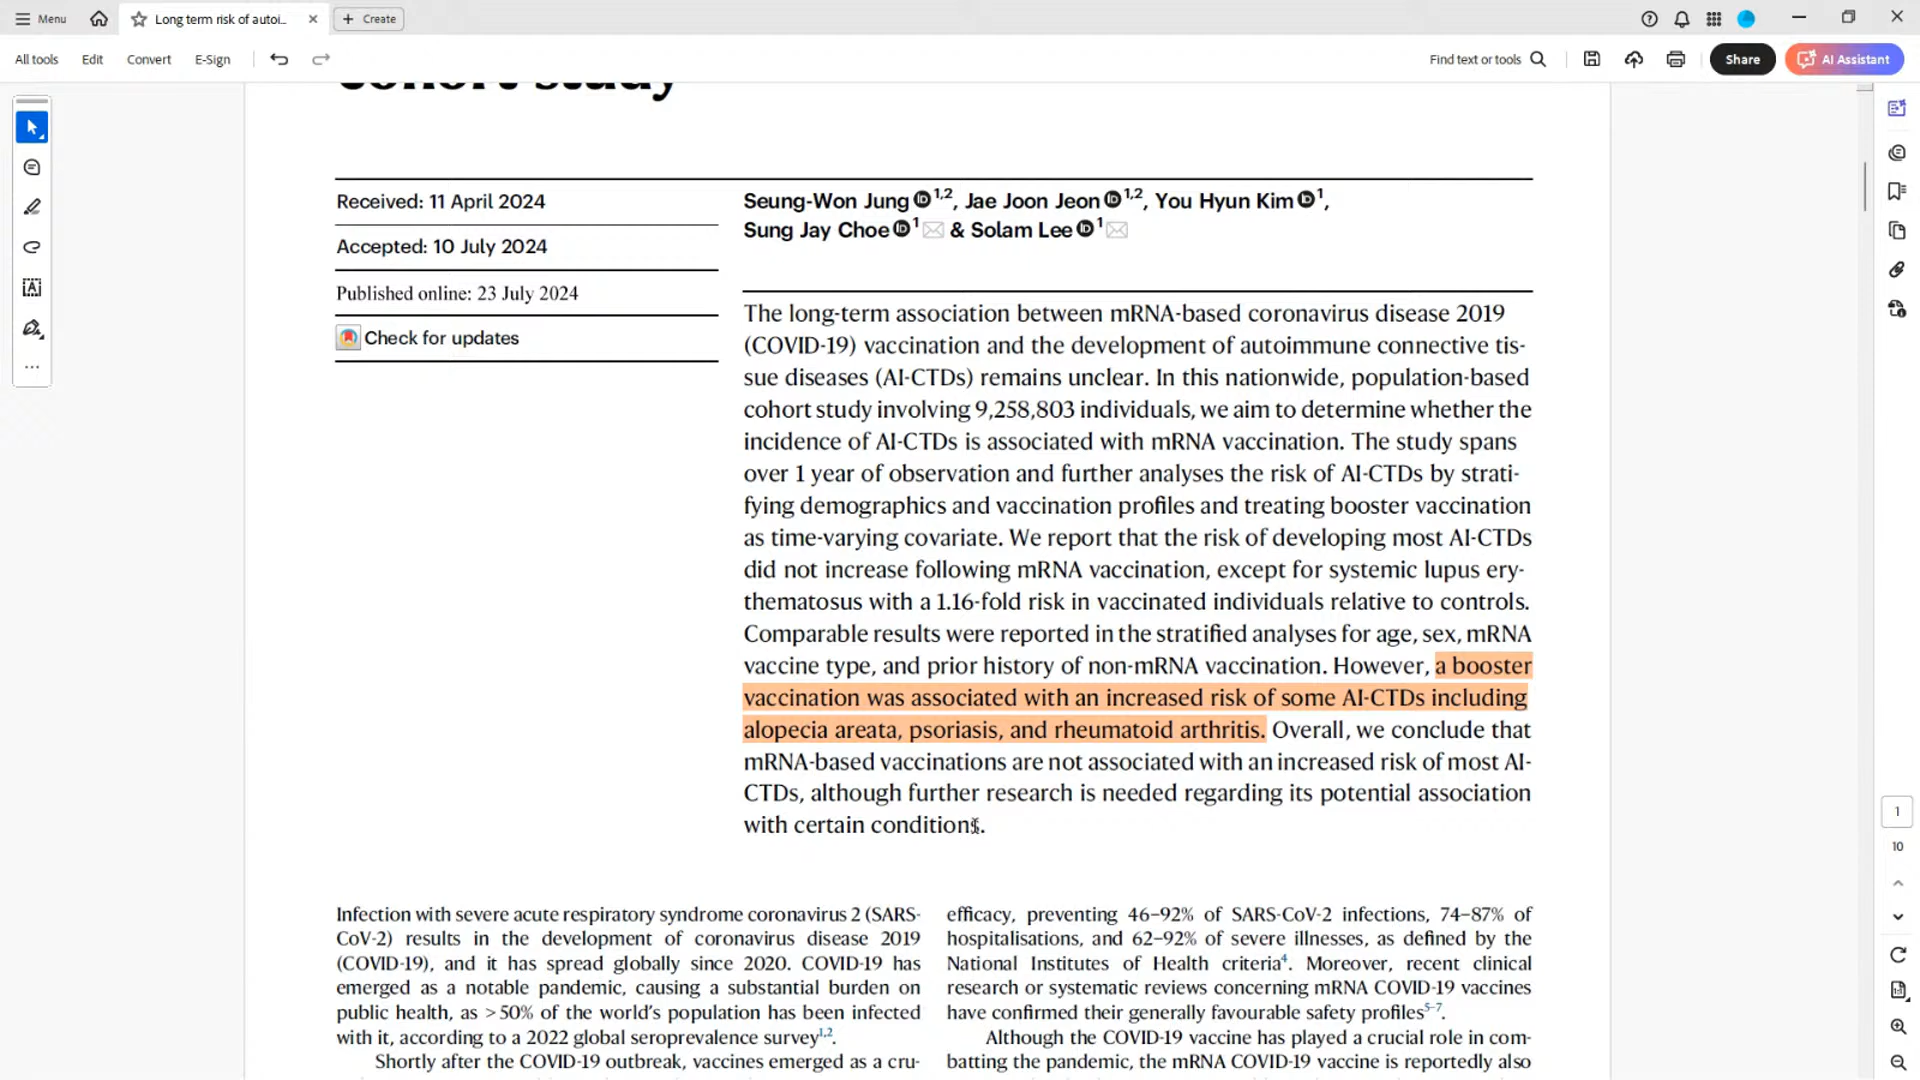 Menu
Long term risk of autoi...
Create
All tools
Edit
Convert
E-Sign
Find text or tools
Share
AI Assistant
cohort study
Received: 11 April 2024
Accepted: 10 July 2024
Published online: 23 July 2024
Check for updates
Seung-Won Jung 1,2, Jae Joon Jeon 1,2, You Hyun Kim 1,
Sung Jay Choe 1 & Solam Lee 1
The long-term association between mRNA-based coronavirus disease 2019
(COVID-19) vaccination and the development of autoimmune connective tis-
sue diseases (AI-CTDs) remains unclear. In this nationwide, population-based
cohort study involving 9,258,803 individuals, we aim to determine whether the
incidence of AI-CTDs is associated with mRNA vaccination. The study spans
over 1 year of observation and further analyses the risk of AI-CTDs by strati-
fying demographics and vaccination profiles and treating booster vaccination
as time-varying covariate. We report that the risk of developing most AI-CTDs
did not increase following mRNA vaccination, except for systemic lupus ery-
thematosus with a 1.16-fold risk in vaccinated individuals relative to controls.
Comparable results were reported in the stratified analyses for age, sex, mRNA
vaccine type, and prior history of non-mRNA vaccination. However, a booster
vaccination was associated with an increased risk of some AI-CTDs including
alopecia areata, psoriasis, and rheumatoid arthritis. Overall, we conclude that
mRNA-based vaccinations are not associated with an increased risk of most AI-
CTDs, although further research is needed regarding its potential association
with certain conditions.
Infection with severe acute respiratory syndrome coronavirus 2 (SARS-
CoV-2) results in the development of coronavirus disease 2019
(COVID-19), and it has spread globally since 2020. COVID-19 has
emerged as a notable pandemic, causing a substantial burden on
public health, as >50% of the world's population has been infected
with it, according to a 2022 global seroprevalence survey1,2.
Shortly after the COVID-19 outbreak, vaccines emerged as a cru-
efficacy, preventing 46–92% of SARS-CoV-2 infections, 74–87% of
hospitalisations, and 62–92% of severe illnesses, as defined by the
National Institutes of Health criteria4. Moreover, recent clinical
research or systematic reviews concerning mRNA COVID-19 vaccines
have confirmed their generally favourable safety profiles5–7.
Although the COVID-19 vaccine has played a crucial role in com-
batting the pandemic, the mRNA COVID-19 vaccine is reportedly also
1
10